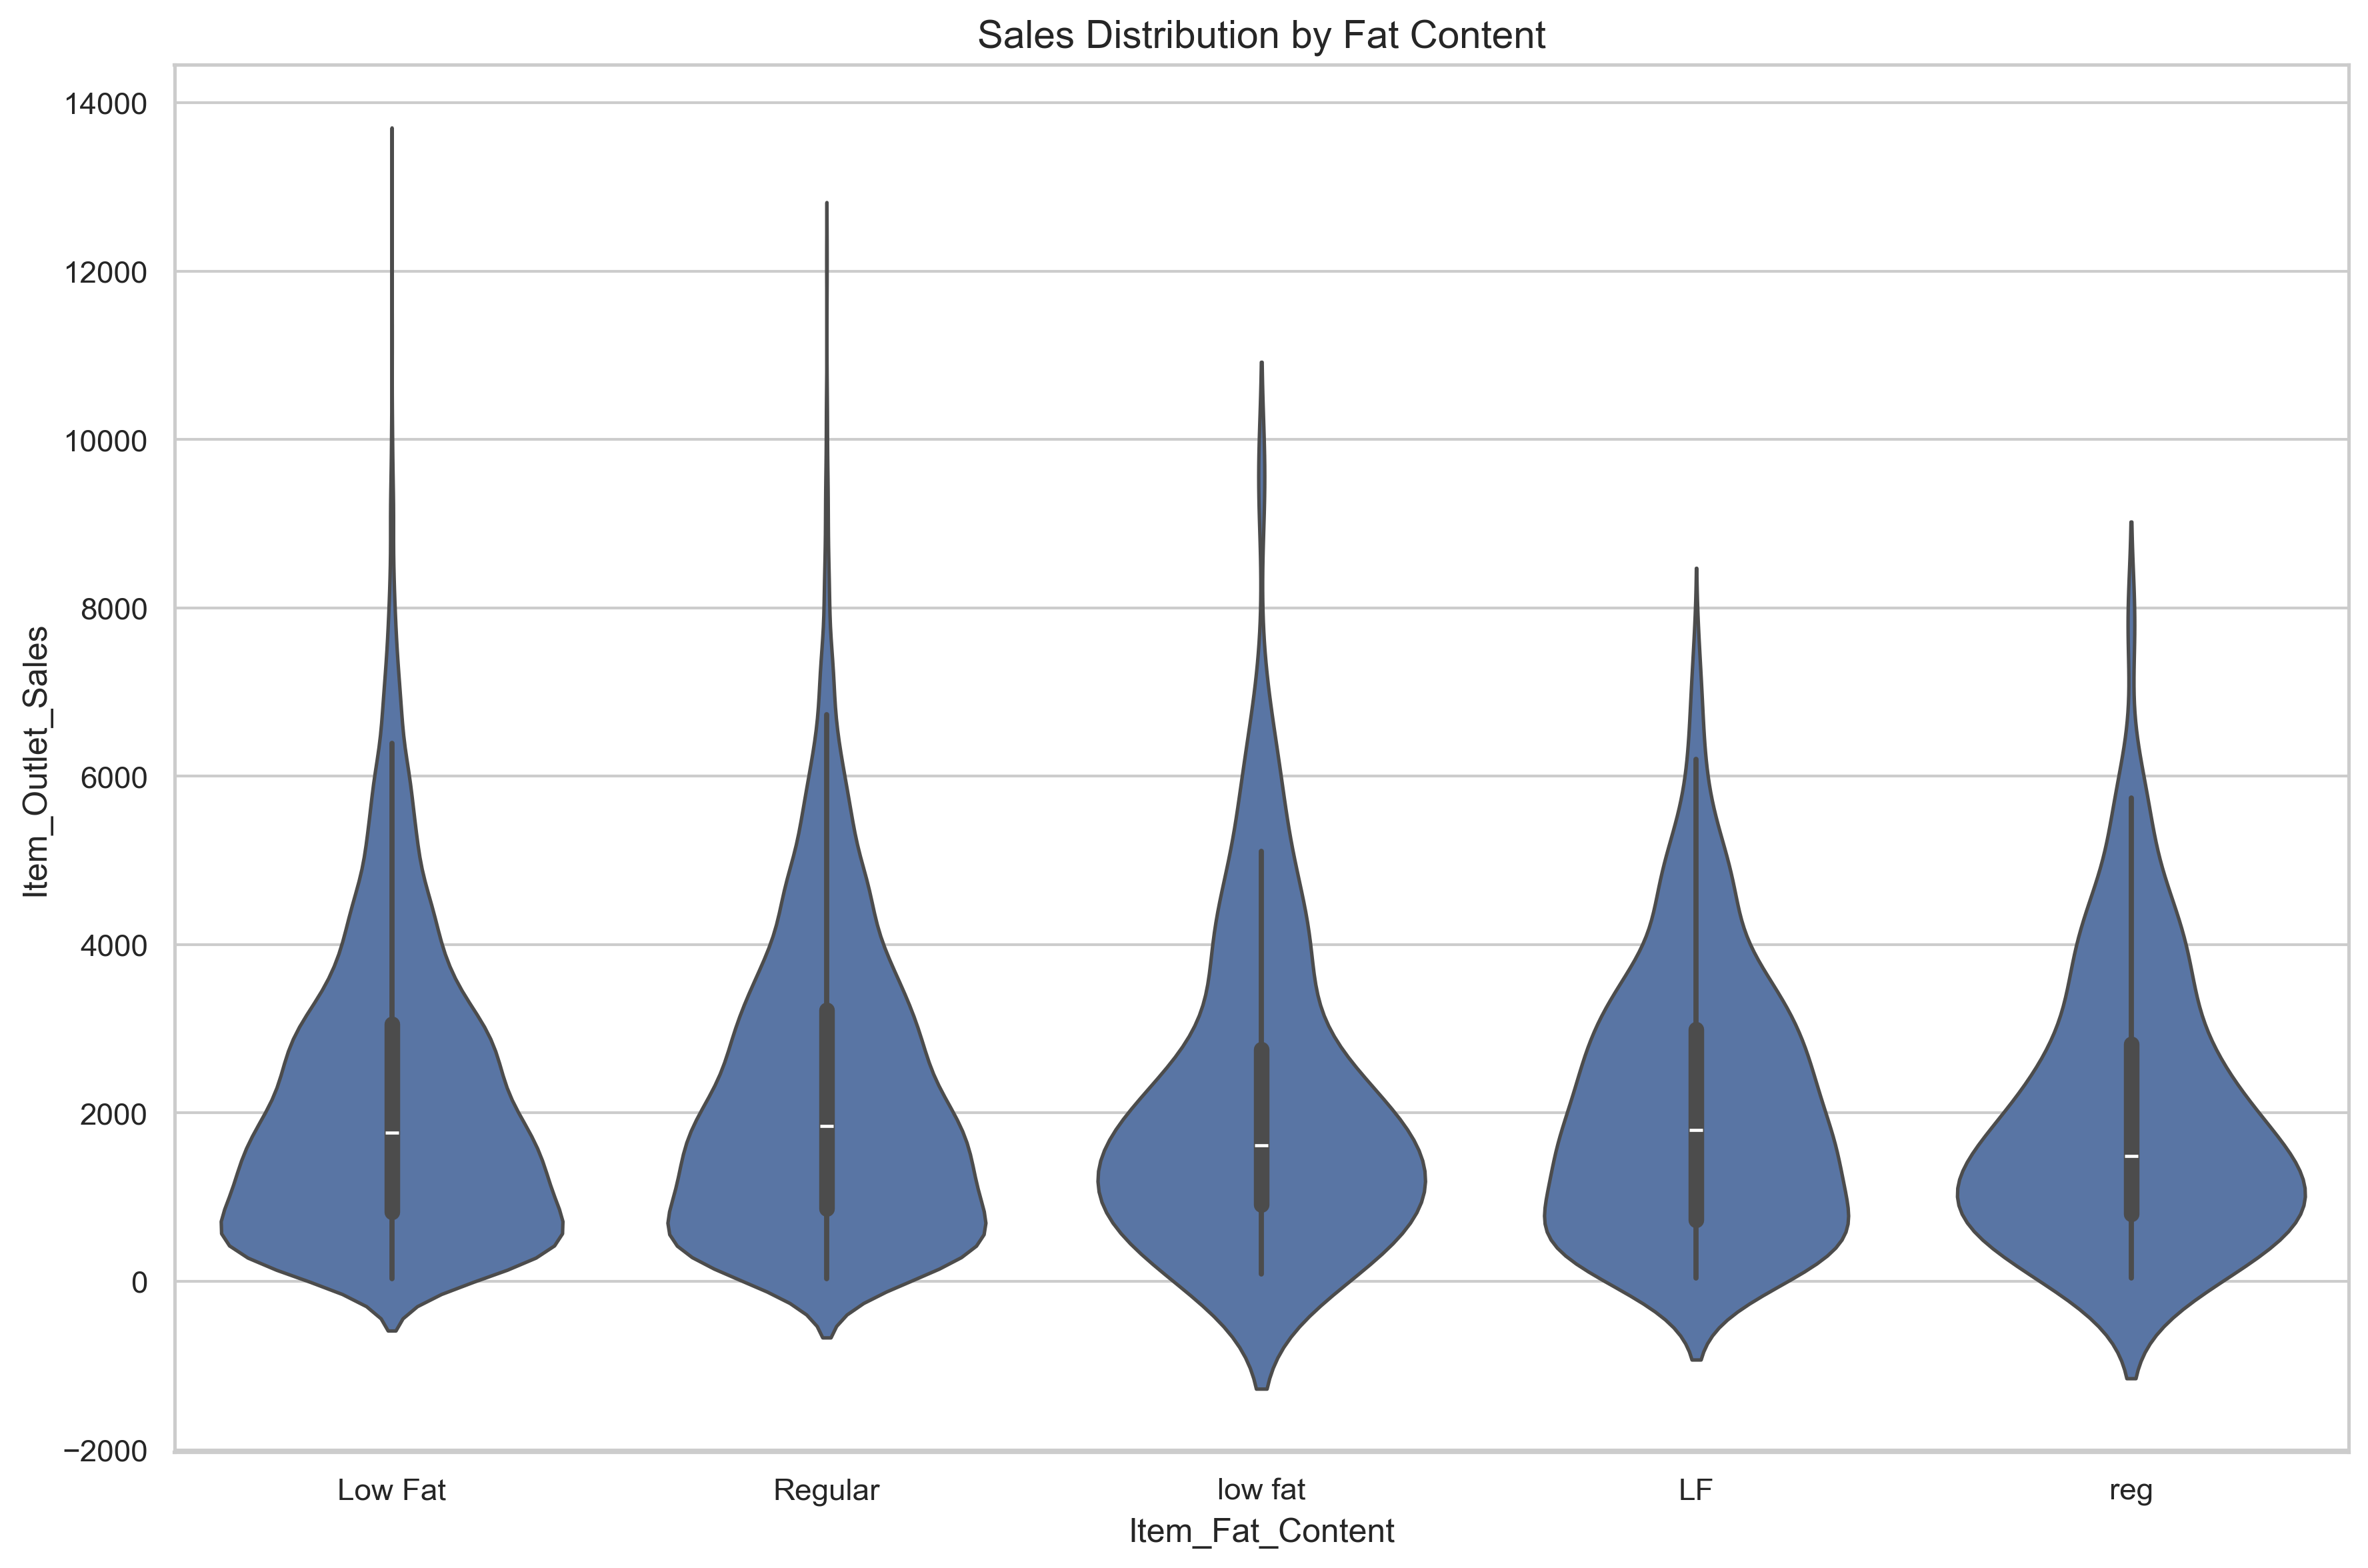 Sales Distribution by Fat Content
14000
12000
10000
8000
6000
4000
2000
0
−2000
Item_Outlet_Sales
Low Fat Regular low fat LF reg
Item_Fat_Content